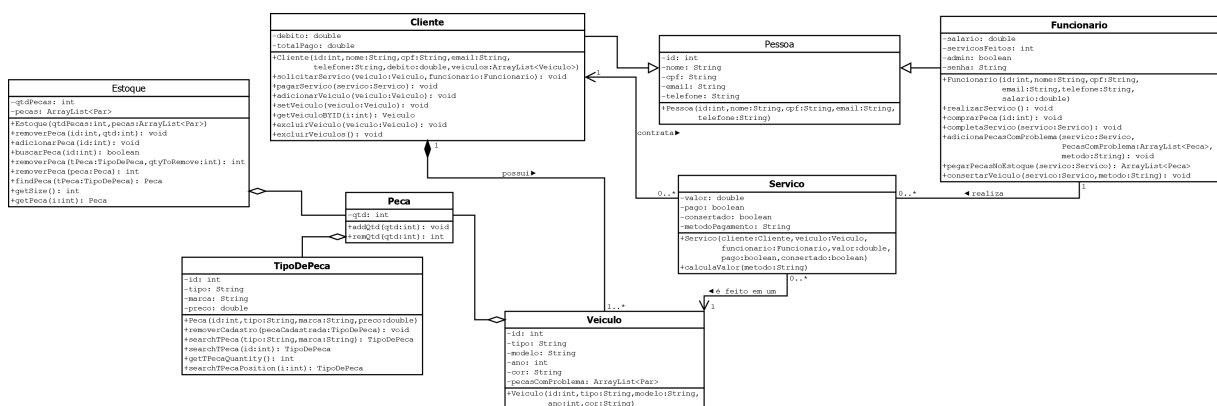 Cliente
-debito: double
-totalPago: double
+Cliente(id:int,nome:String,cpf:String,email:String,
telefone:String,debito:double,veiculos:ArrayList<Veiculo>)
+solicitarServico(veiculo:Veiculo,funcionario:Funcionario): void
+pagarServico(servico:Servico): void
+adicionarVeiculo(veiculo:Veiculo): void
+setVeiculo(veiculo:Veiculo): void
+getVeiculoBYID(i:int): Veiculo
+excluirVeiculo(veiculo:Veiculo): void
+excluirVeiculos(): void
Pessoa
-id: int
-nome: String
-cpf: String
-email: String
-telefone: String
+Pessoa(id:int,nome:String,cpf:String,email:String,
telefone:String)
Funcionario
-salario: double
-servicosFeitos: int
-admin: boolean
-senha: String
+Funcionario(id:int,nome:String,cpf:String,
email:String,telefone:String,
salario:double)
+realizarServico(): void
+comprarPeca(id:int): void
+completaServico(servico:Servico): void
+adicionaPecasComProblema(servico:Servico,
PecasComProblema:ArrayList<Peca>,
metodo:String): void
+pegarPecasNoEstoque(servico:Servico): ArrayList<Peca>
+consertarVeiculo(servico:Servico,metodo:String): void
Estoque
-qtdPecas: int
-pecas: ArrayList<Par>
+Estoque(qtdPecas:int,pecas:ArrayList<Par>)
+removerPeca(id:int,qtd:int): void
+adicionarPeca(id:int): void
+buscarPeca(id:int): boolean
+removerPeca(tPeca:TipoDePeca,qtyToRemove:int): int
+removerPeca(peca:Peca): int
+findPeca(tPeca:TipoDePeca): Peca
+getSize(): int
+getPeca(i:int): Peca
1
contrata►
0..*
1
possui►
1..*
Peca
-qtd: int
+addQtd(qtd:int): void
+remQtd(qtd:int): int
Servico
-valor: double
-pago: boolean
-consertado: boolean
-metodoPagamento: String
+Servico(cliente:Cliente,veiculo:Veiculo,
funcionario:Funcionario,valor:double,
pago:boolean,consertado:boolean)
+calculaValor(metodo:String)
0..*
◄realiza
1
TipoDePeca
-id: int
-tipo: String
-marca: String
-preco: double
+Peca(id:int,tipo:String,marca:String,preco:double)
+removerCadastro(pecaCadastrada:TipoDePeca): void
+searchTPeca(tipo:String,marca:String): TipoDePeca
+searchTPeca(id:int): TipoDePeca
+getTPecaQuantity(): int
+searchTPecaPosition(i:int): TipoDePeca
0..*
◄é feito em um
1
Veiculo
-id: int
-tipo: String
-modelo: String
-ano: int
-cor: String
-pecasComProblema: ArrayList<Par>
+Veiculo(id:int,tipo:String,modelo:String,
ano:int,cor:String)